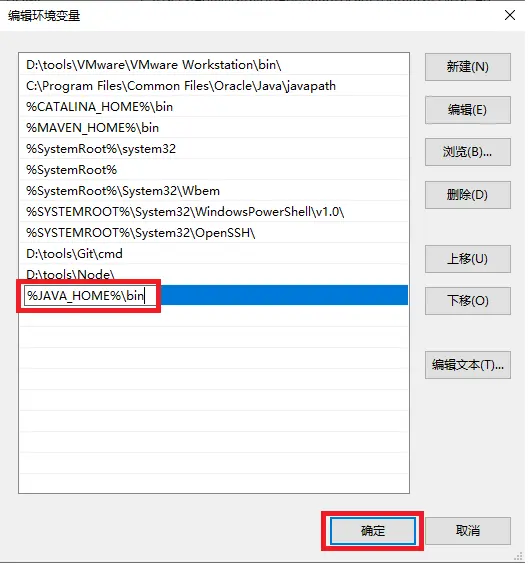 编辑环境变量
D:\tools\VMware\VMware Workstation\bin\
新建(N)
C:\Program Files\Common Files\Oracle\Java\javapath
%CATALINA_HOME%\bin
编辑(E)
%MAVEN_HOME%\bin
%SystemRoot%\system32
浏览(B)...
%SystemRoot%
%SystemRoot%\System32\Wbem
删除(D)
%SYSTEMROOT%\System32\WindowsPowerShell\v1.0\
%SYSTEMROOT%\System32\OpenSSH\
D:\tools\Git\cmd
上移(U)
D:\tools\Node\
%JAVA_HOME%\bin
下移(O)
编辑文本(T)...
确定
取消